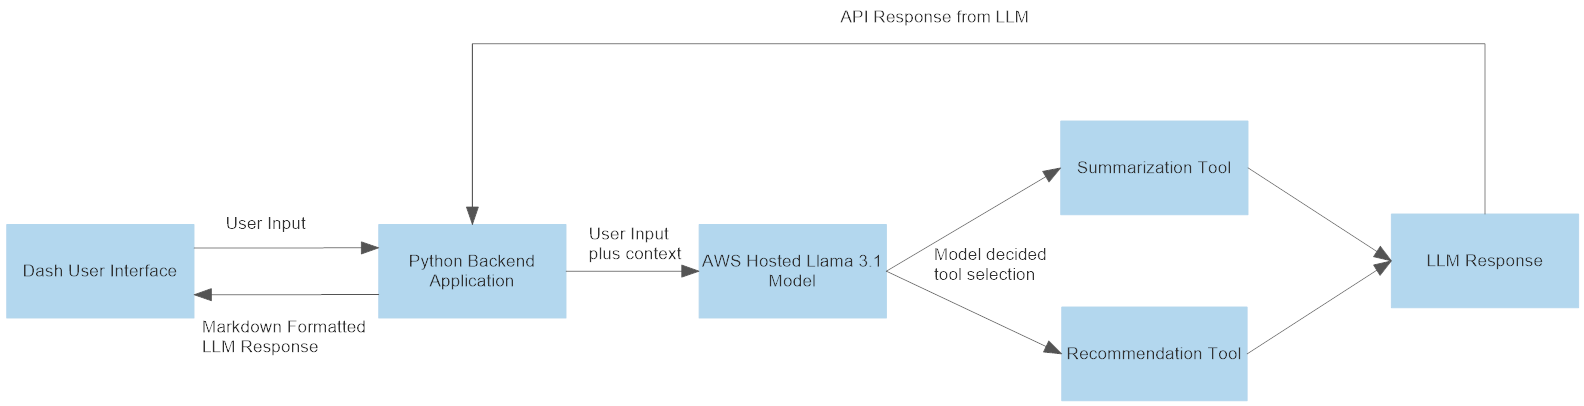 API Response from LLM
Summarization Tool
User Input
User Input
plus context
Dash User Interface
Python Backend
Application
AWS Hosted Llama 3.1
Model
Model decided
tool selection
LLM Response
Markdown Formatted
LLM Response
Recommendation Tool